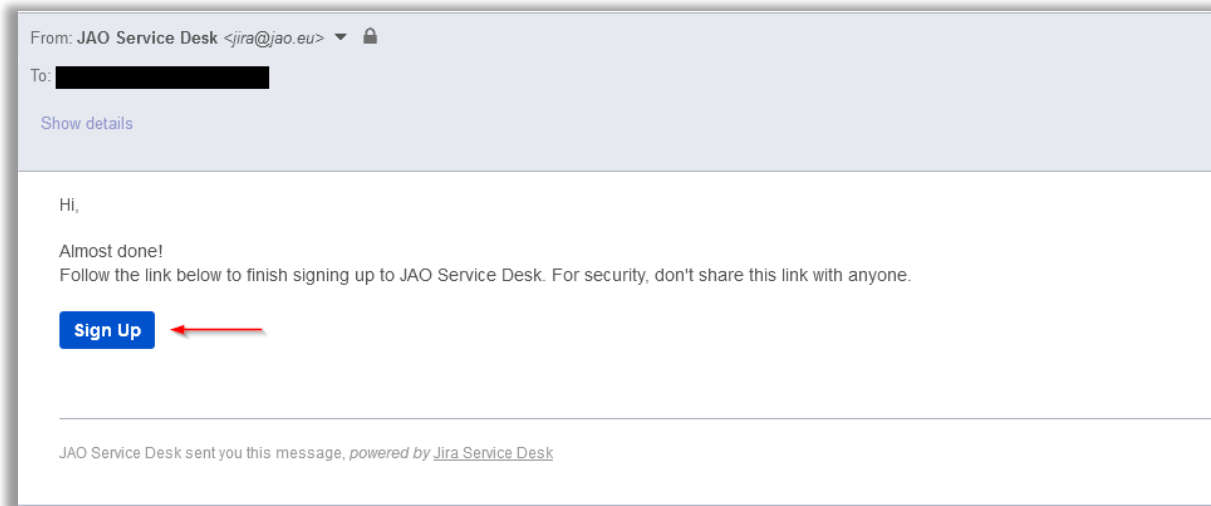 From: JAO Service Desk <jira@jao.eu>
To:
Show details
Hi,
Almost done!
Follow the link below to finish signing up to JAO Service Desk. For security, don't share this link with anyone.
Sign Up
JAO Service Desk sent you this message, powered by Jira Service Desk